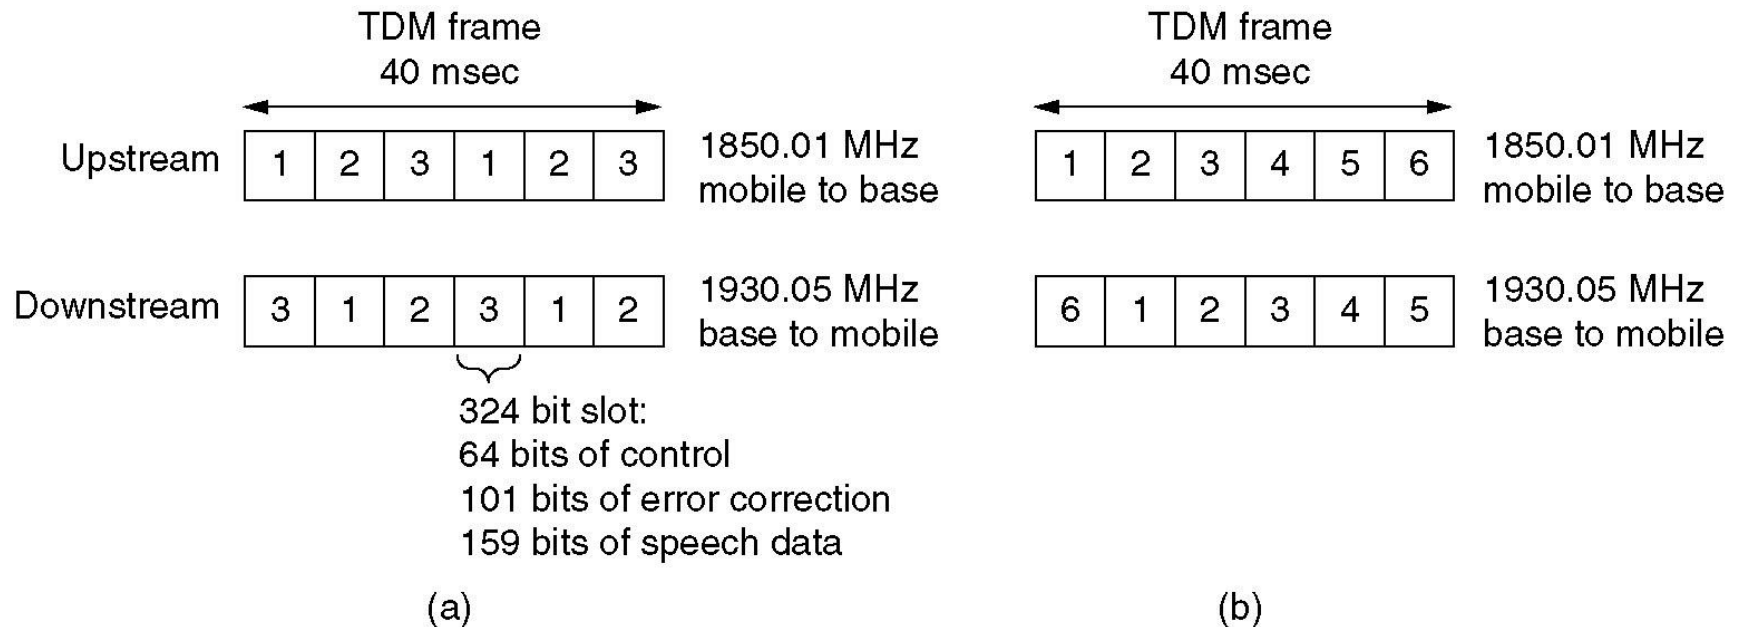 TDM frame
40 msec
Upstream 1 2 3 1 2 3 1850.01 MHz
mobile to base
Downstream 3 1 2 3 1 2 1930.05 MHz
base to mobile
324 bit slot:
64 bits of control
101 bits of error correction
159 bits of speech data
(a)
TDM frame
40 msec
1 2 3 4 5 6 1850.01 MHz
mobile to base
6 1 2 3 4 5 1930.05 MHz
base to mobile
(b)